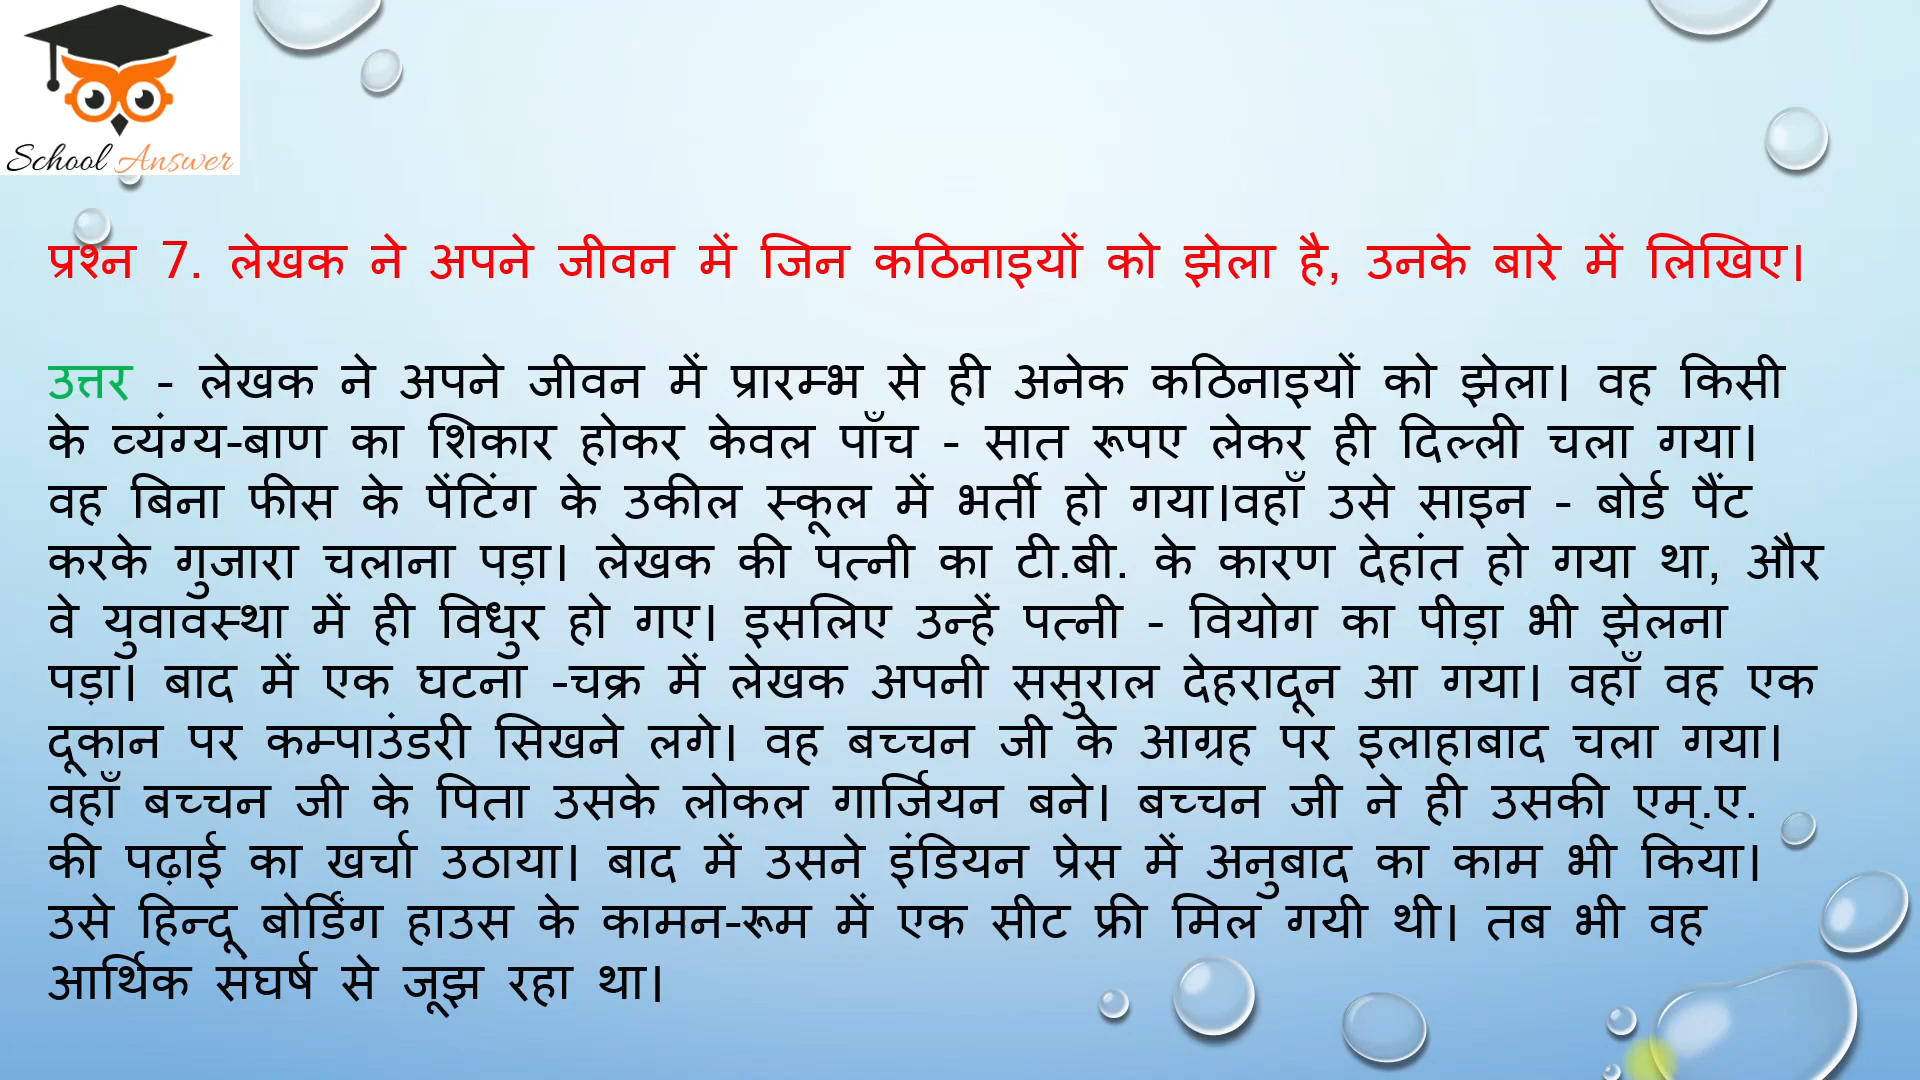 School Answer
प्रश्न 7. लेखक ने अपने जीवन में जिन कठिनाइयों को झेला है, उनके बारे में लिखिए।
उत्तर - लेखक ने अपने जीवन में प्रारम्भ से ही अनेक कठिनाइयों को झेला। वह किसी
के व्यंग्य-बाण का शिकार होकर केवल पाँच - सात रूपए लेकर ही दिल्ली चला गया।
वह बिना फीस के पेंटिंग के उकील स्कूल में भर्ती हो गया।वहाँ उसे साइन - बोर्ड पैंट
करके गुजारा चलाना पड़ा। लेखक की पत्नी का टी.बी. के कारण देहांत हो गया था, और
वे युवावस्था में ही विधुर हो गए। इसलिए उन्हें पत्नी - वियोग का पीड़ा भी झेलना
पड़ा। बाद में एक घटना -चक्र में लेखक अपनी ससुराल देहरादून आ गया। वहाँ वह एक
दूकान पर कम्पाउंडरी सिखने लगे। वह बच्चन जी के आग्रह पर इलाहाबाद चला गया।
वहाँ बच्चन जी के पिता उसके लोकल गार्जियन बने। बच्चन जी ने ही उसकी एम्.ए.
की पढ़ाई का खर्चा उठाया। बाद में उसने इंडियन प्रेस में अनुबाद का काम भी किया।
उसे हिन्दू बोर्डिंग हाउस के कामन-रूम में एक सीट फ्री मिल गयी थी। तब भी वह
आर्थिक संघर्ष से जूझ रहा था।